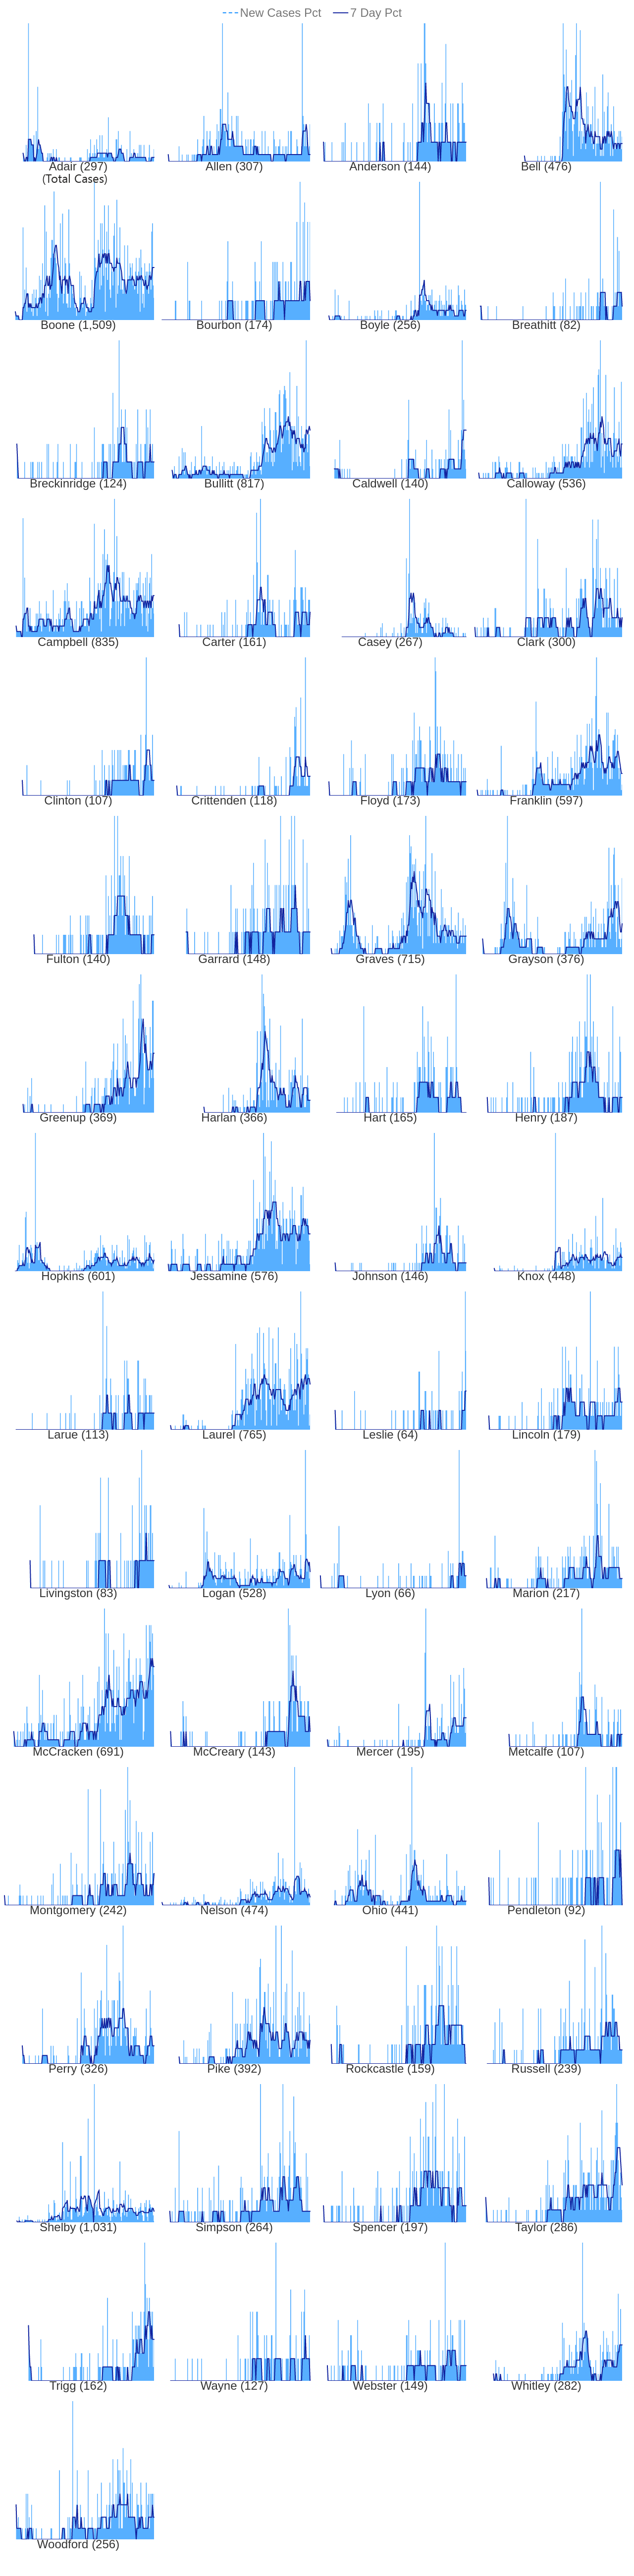 New Cases Pct 7 Day Pct
Adair (297) Allen (307) Anderson (144) Bell (476)
(Total Cases)
Boone (1,509) Bourbon (174) Boyle (256) Breathitt (82)
Breckinridge (124) Bullitt (817) Caldwell (140) Calloway (536)
Campbell (835) Carter (161) Casey (267) Clark (300)
Clinton (107) Crittenden (118) Floyd (173) Franklin (597)
Fulton (140) Garrard (148) Graves (715) Grayson (376)
Greenup (369) Harlan (366) Hart (165) Henry (187)
Hopkins (601) Jessamine (576) Johnson (146) Knox (448)
Larue (113) Laurel (765) Leslie (64) Lincoln (179)
Livingston (83) Logan (528) Lyon (66) Marion (217)
McCracken (691) McCreary (143) Mercer (195) Metcalfe (107)
Montgomery (242) Nelson (474) Ohio (441) Pendleton (92)
Perry (326) Pike (392) Rockcastle (159) Russell (239)
Shelby (1,031) Simpson (264) Spencer (197) Taylor (286)
Trigg (162) Wayne (127) Webster (149) Whitley (282)
Woodford (256)